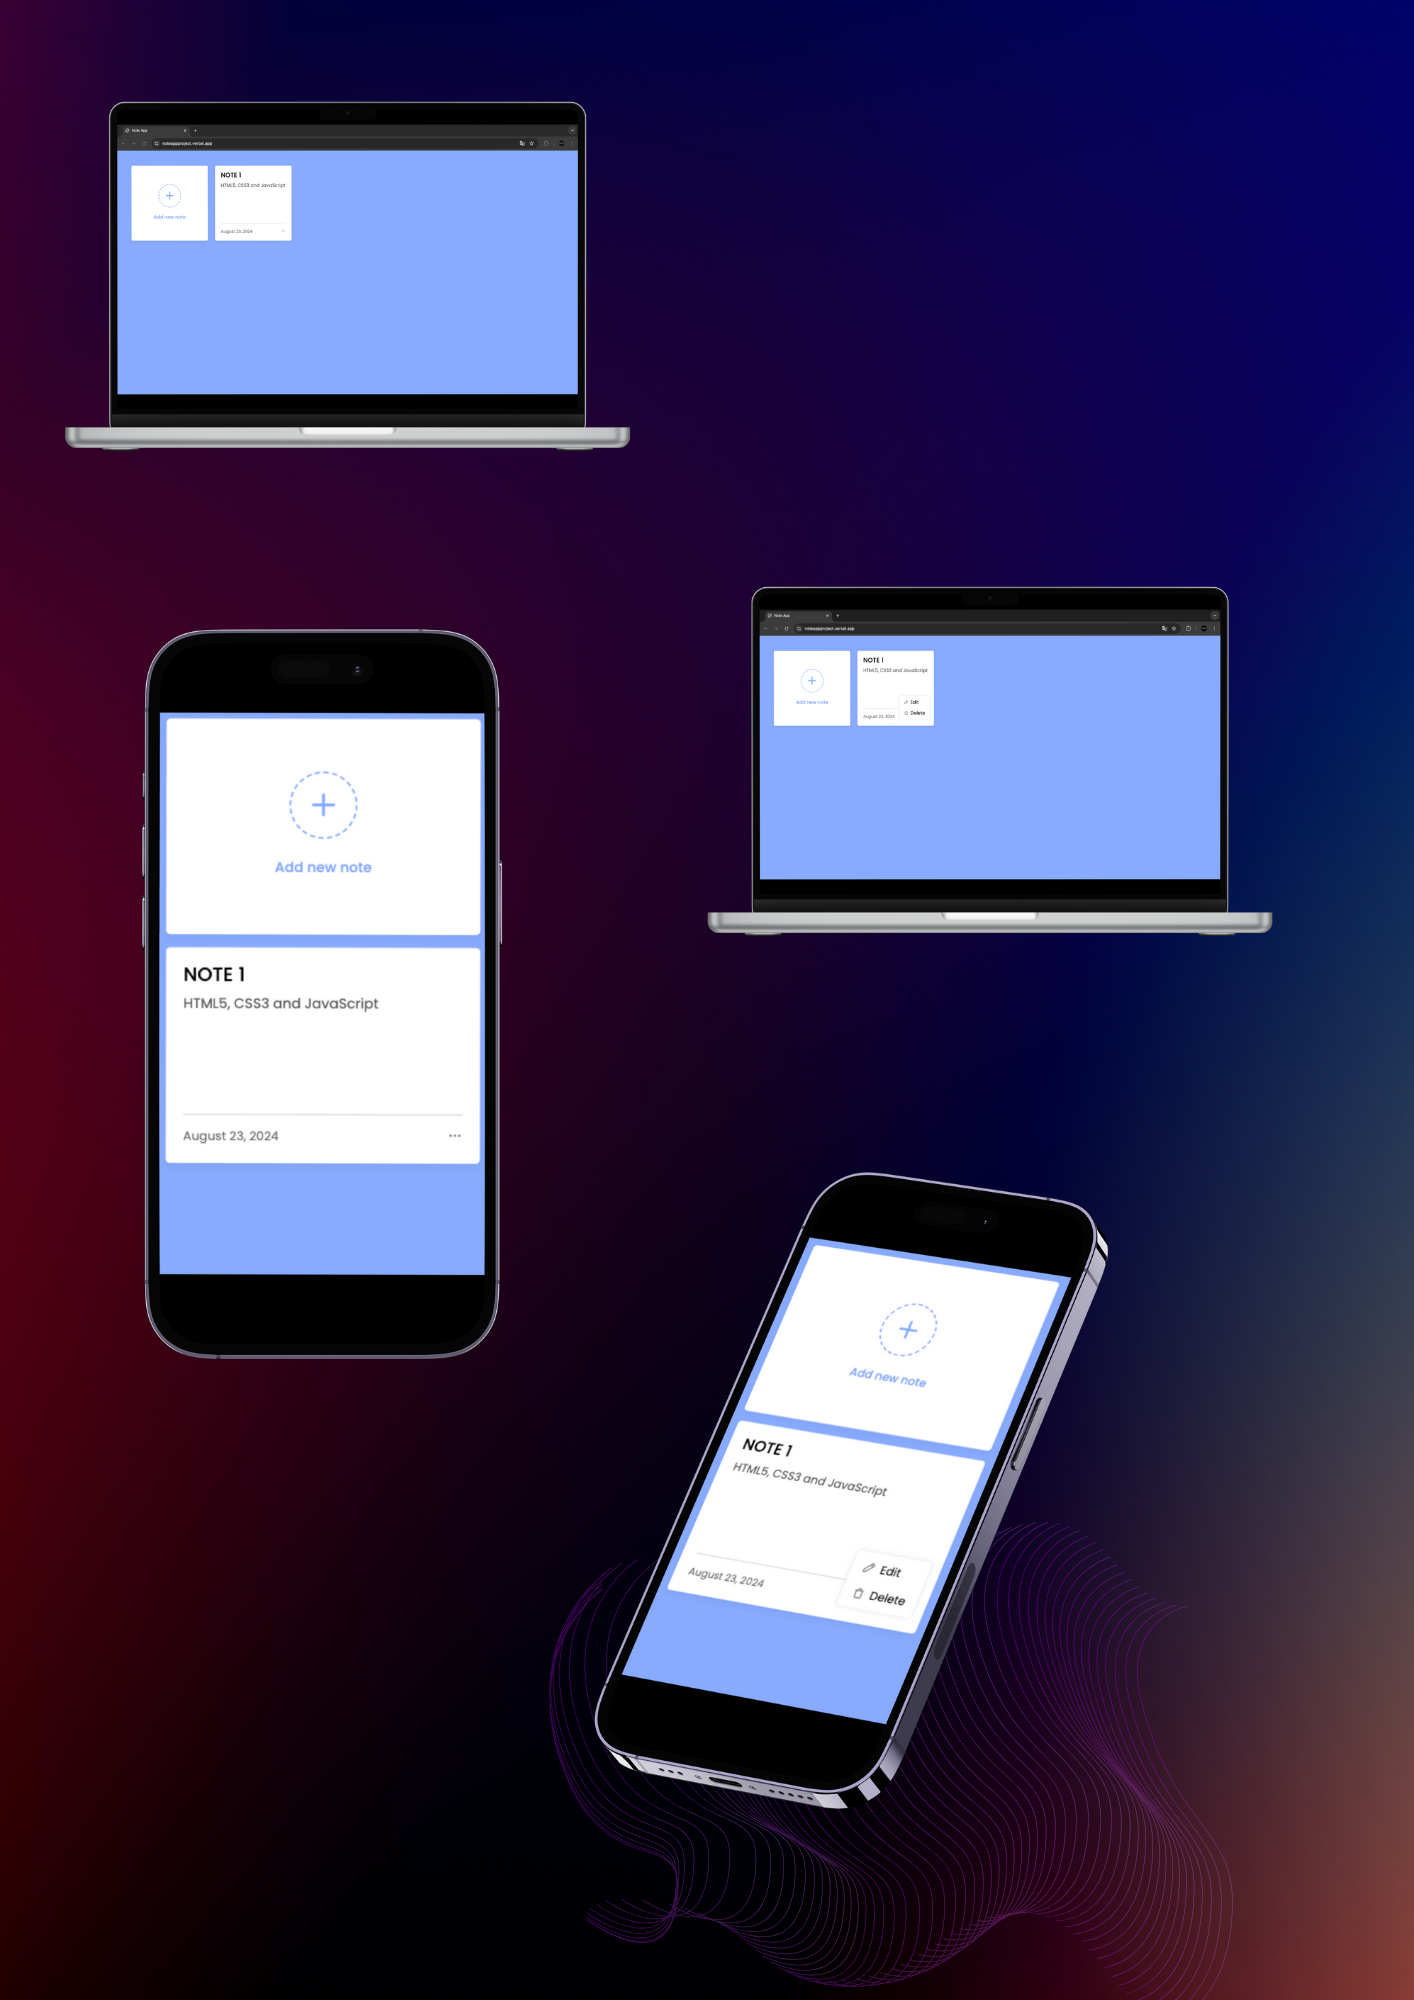 Note App
noteappproject.vercel.app
Add new note
NOTE 1
HTML5, CSS3 and JavaScript
August 23, 2024
Note App
noteappproject.vercel.app
Add new note
NOTE 1
HTML5, CSS3 and JavaScript
August 23, 2024
Edit
Delete
Add new note
NOTE 1
HTML5, CSS3 and JavaScript
August 23, 2024
Add new note
NOTE 1
HTML5, CSS3 and JavaScript
August 23, 2024
Edit
Delete